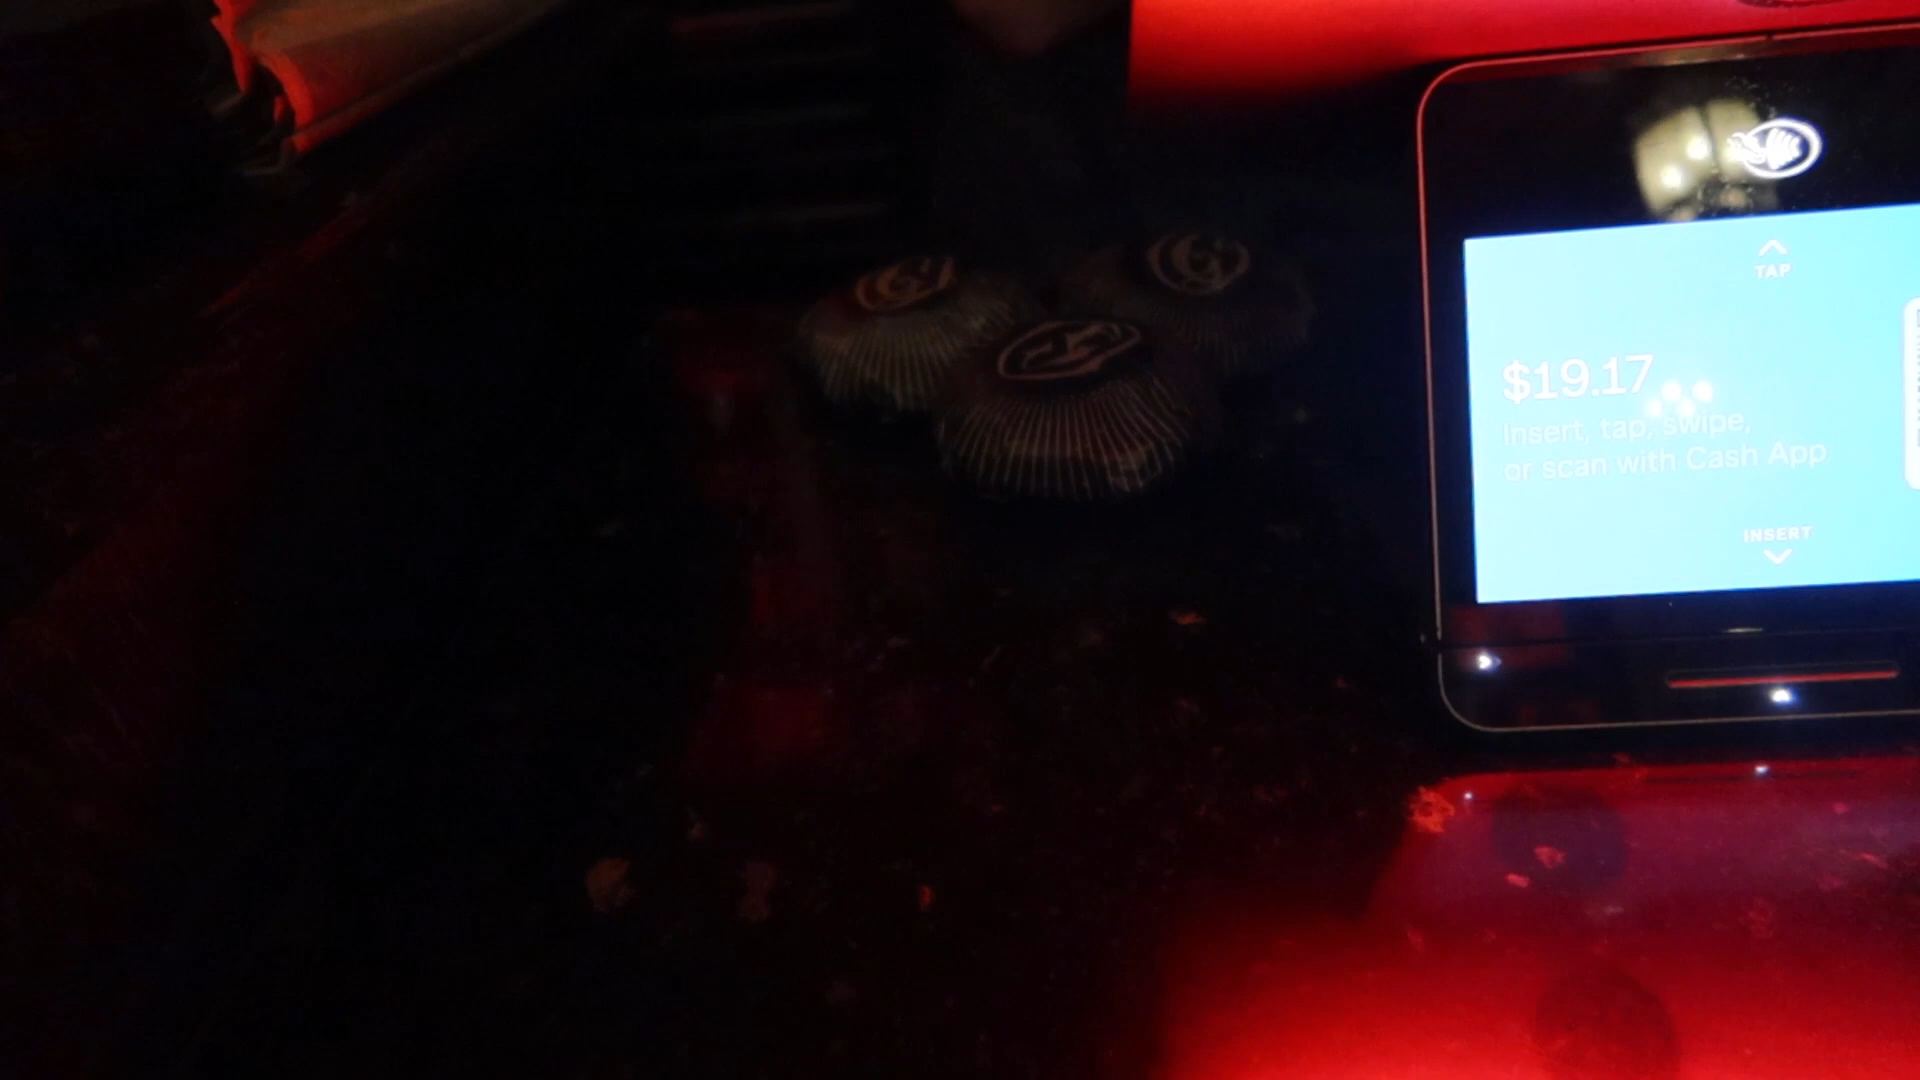 TAP
$19.17
Insert, tap, swipe,
or scan with Cash App
INSERT